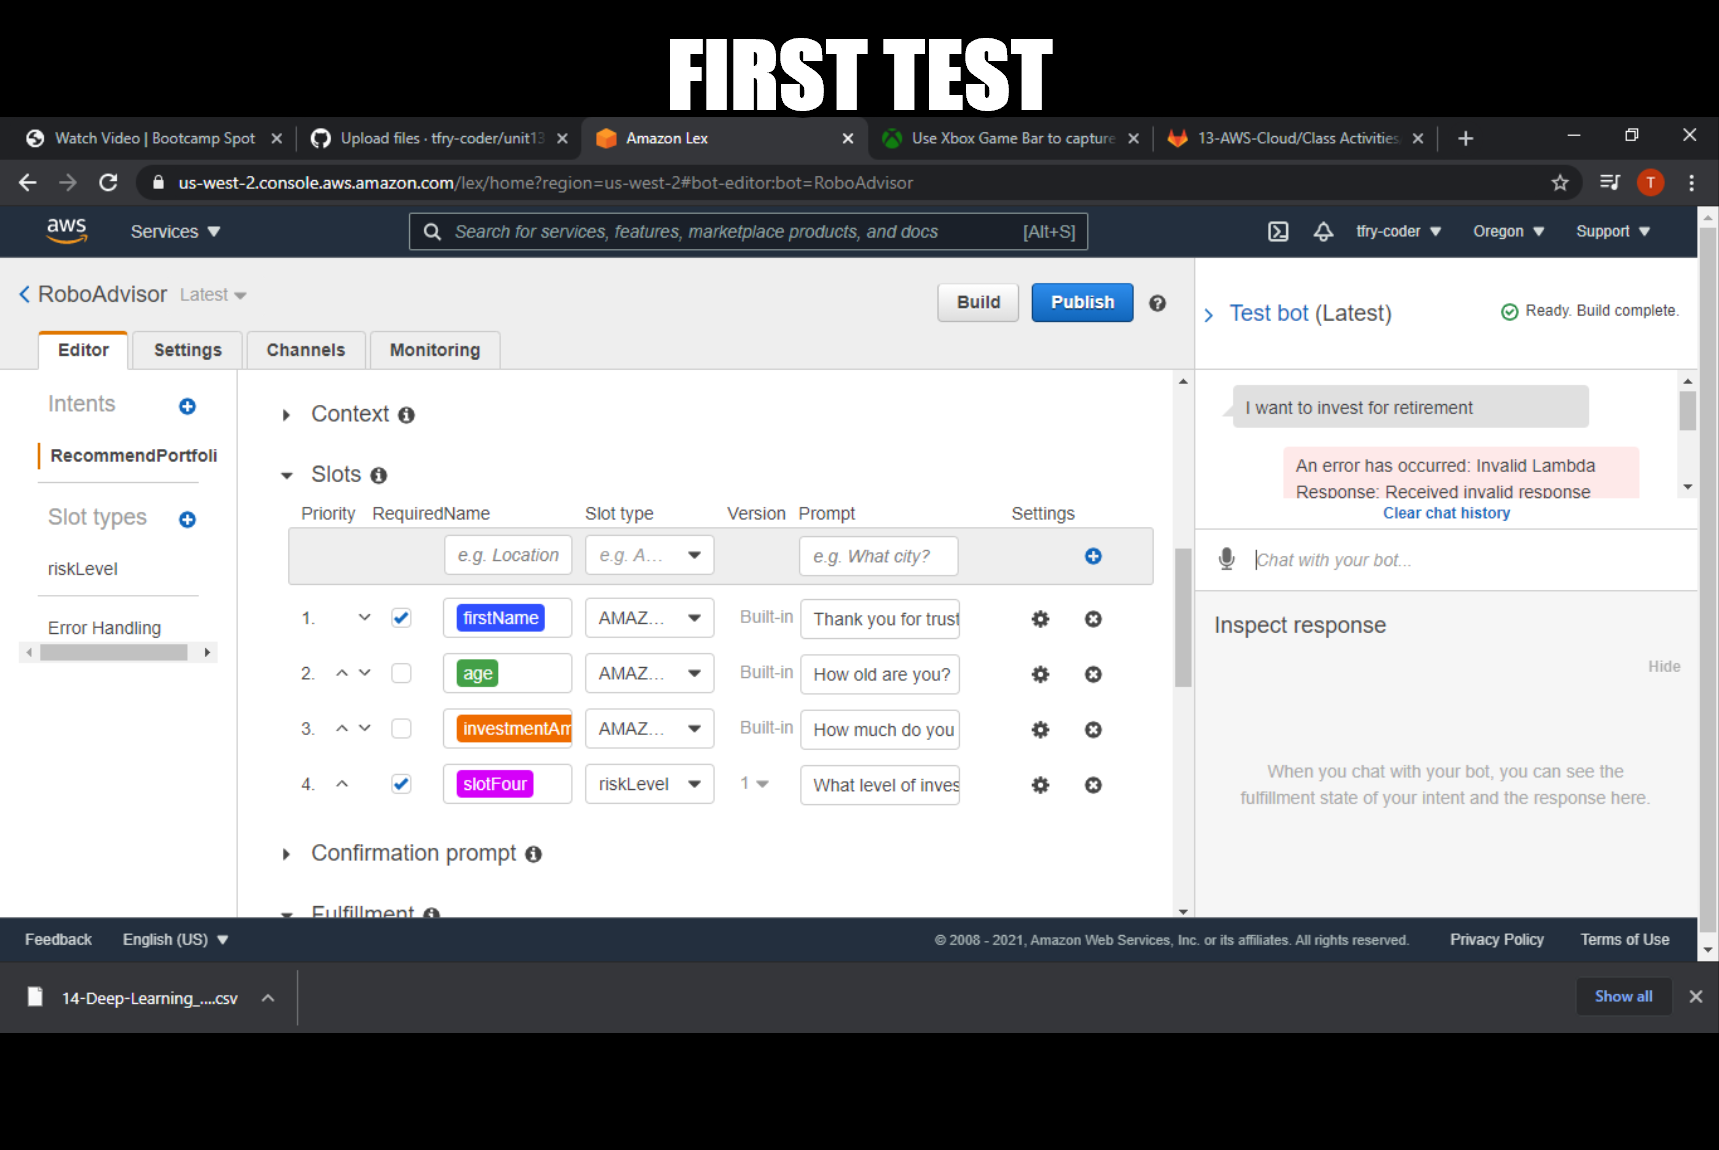 FIRST TEST
Watch Video | Bootcamp Spot
Upload files · tfry-coder/unit13
Amazon Lex
Use Xbox Game Bar to capture
13-AWS-Cloud/Class Activities
us-west-2.console.aws.amazon.com/lex/home?region=us-west-2#bot-editor:bot=RoboAdvisor
T
aws
Services
Search for services, features, marketplace products, and docs [Alt+S]
tfry-coder
Oregon
Support
RoboAdvisor Latest
Build
Publish
Test bot (Latest)
Ready. Build complete.
Editor
Settings
Channels
Monitoring
Intents
RecommendPortfoli
Slot types
riskLevel
Error Handling
Context
Slots
Priority Required Name Slot type Version Prompt Settings
e.g. Location e.g. A... e.g. What city?
1. firstName AMAZ... Built-in Thank you for trust
2. age AMAZ... Built-in How old are you?
3. investmentAm AMAZ... Built-in How much do you
4. slotFour riskLevel 1 What level of inves
Confirmation prompt
Fulfillment
I want to invest for retirement
An error has occurred: Invalid Lambda
Response: Received invalid response
Clear chat history
Chat with your bot...
Inspect response
Hide
When you chat with your bot, you can see the
fulfillment state of your intent and the response here.
Feedback
English (US)
© 2008 - 2021, Amazon Web Services, Inc. or its affiliates. All rights reserved.
Privacy Policy
Terms of Use
14-Deep-Learning_....csv
Show all